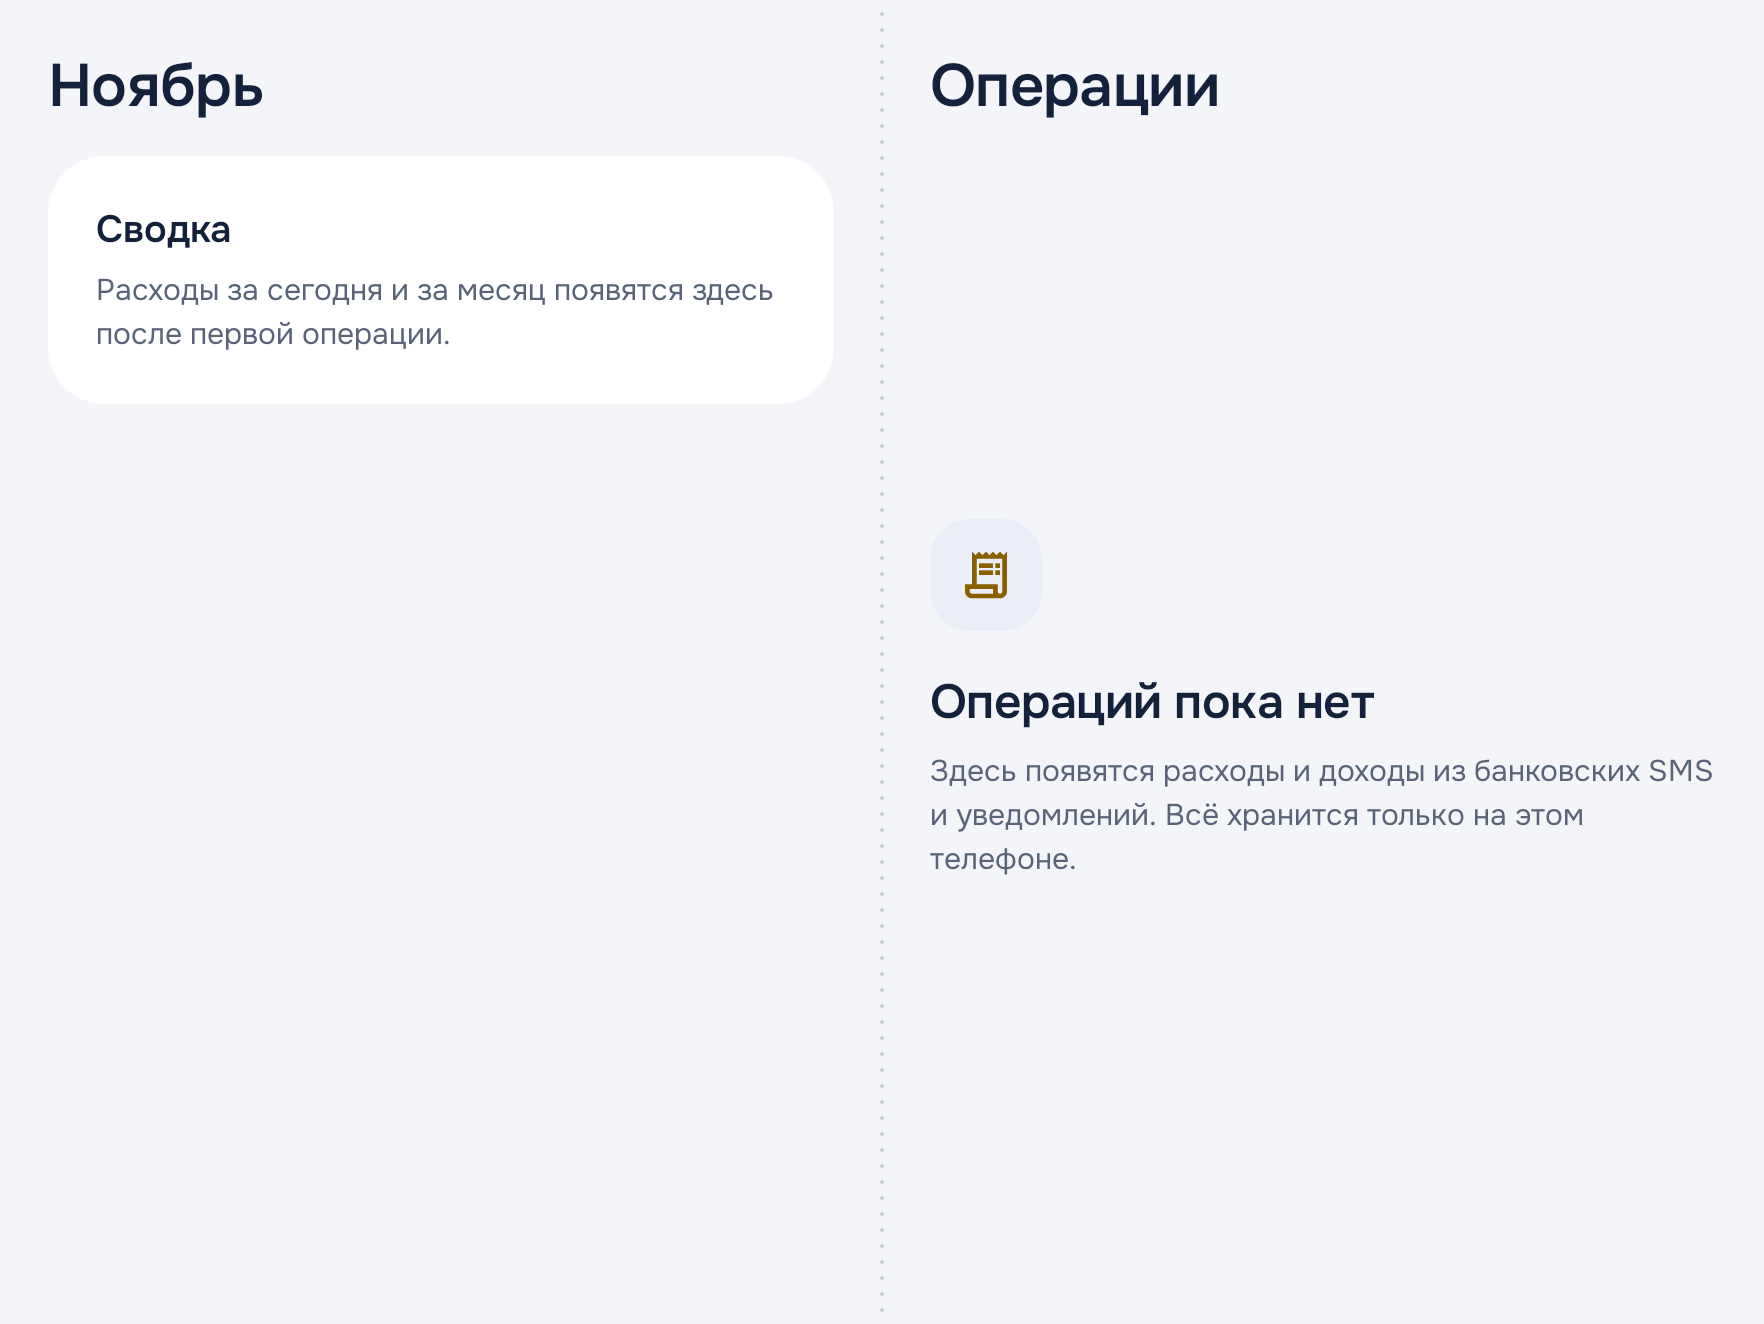 Ноябрь
Сводка
Расходы за сегодня и за месяц появятся здесь
после первой операции.
Операции
Операций пока нет
Здесь появятся расходы и доходы из банковских SMS
и уведомлений. Всё хранится только на этом
телефоне.